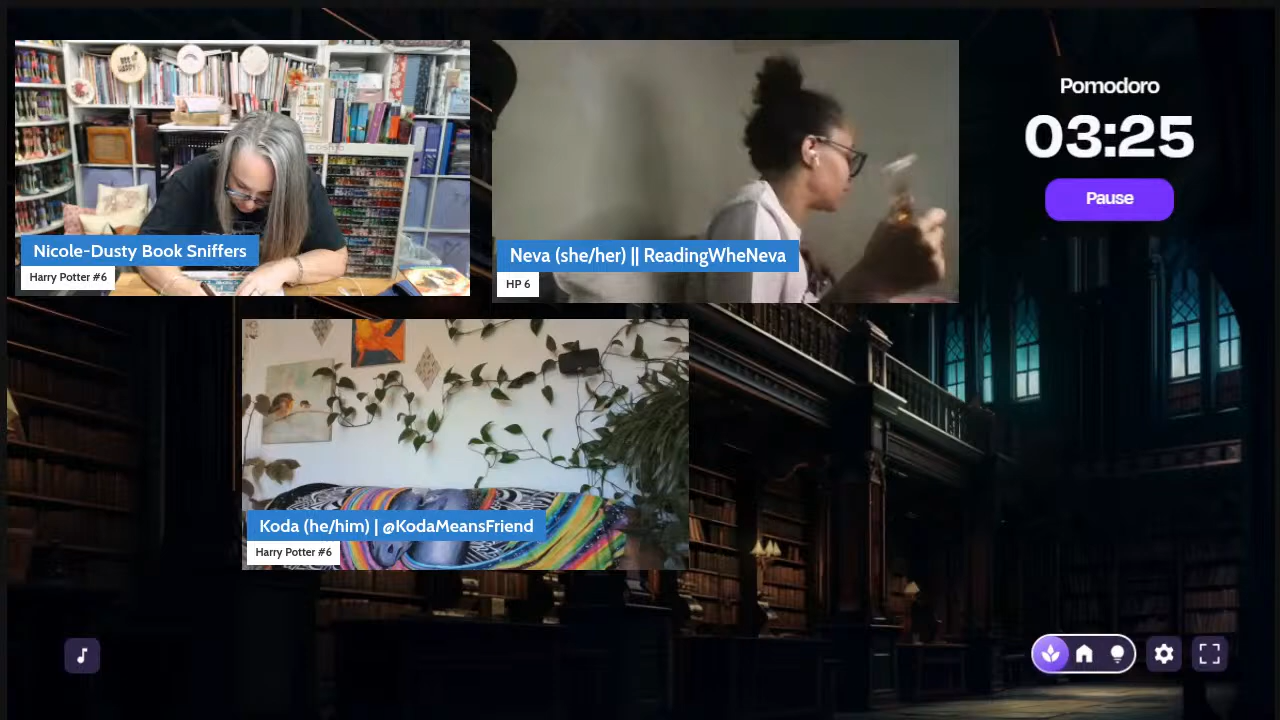 Pomodoro
03:25
Pause
Nicole-Dusty Book Sniffers
Harry Potter #6
Neva (she/her) || ReadingWheNeva
HP 6
Koda (he/him) | @KodaMeansFriend
Harry Potter #6